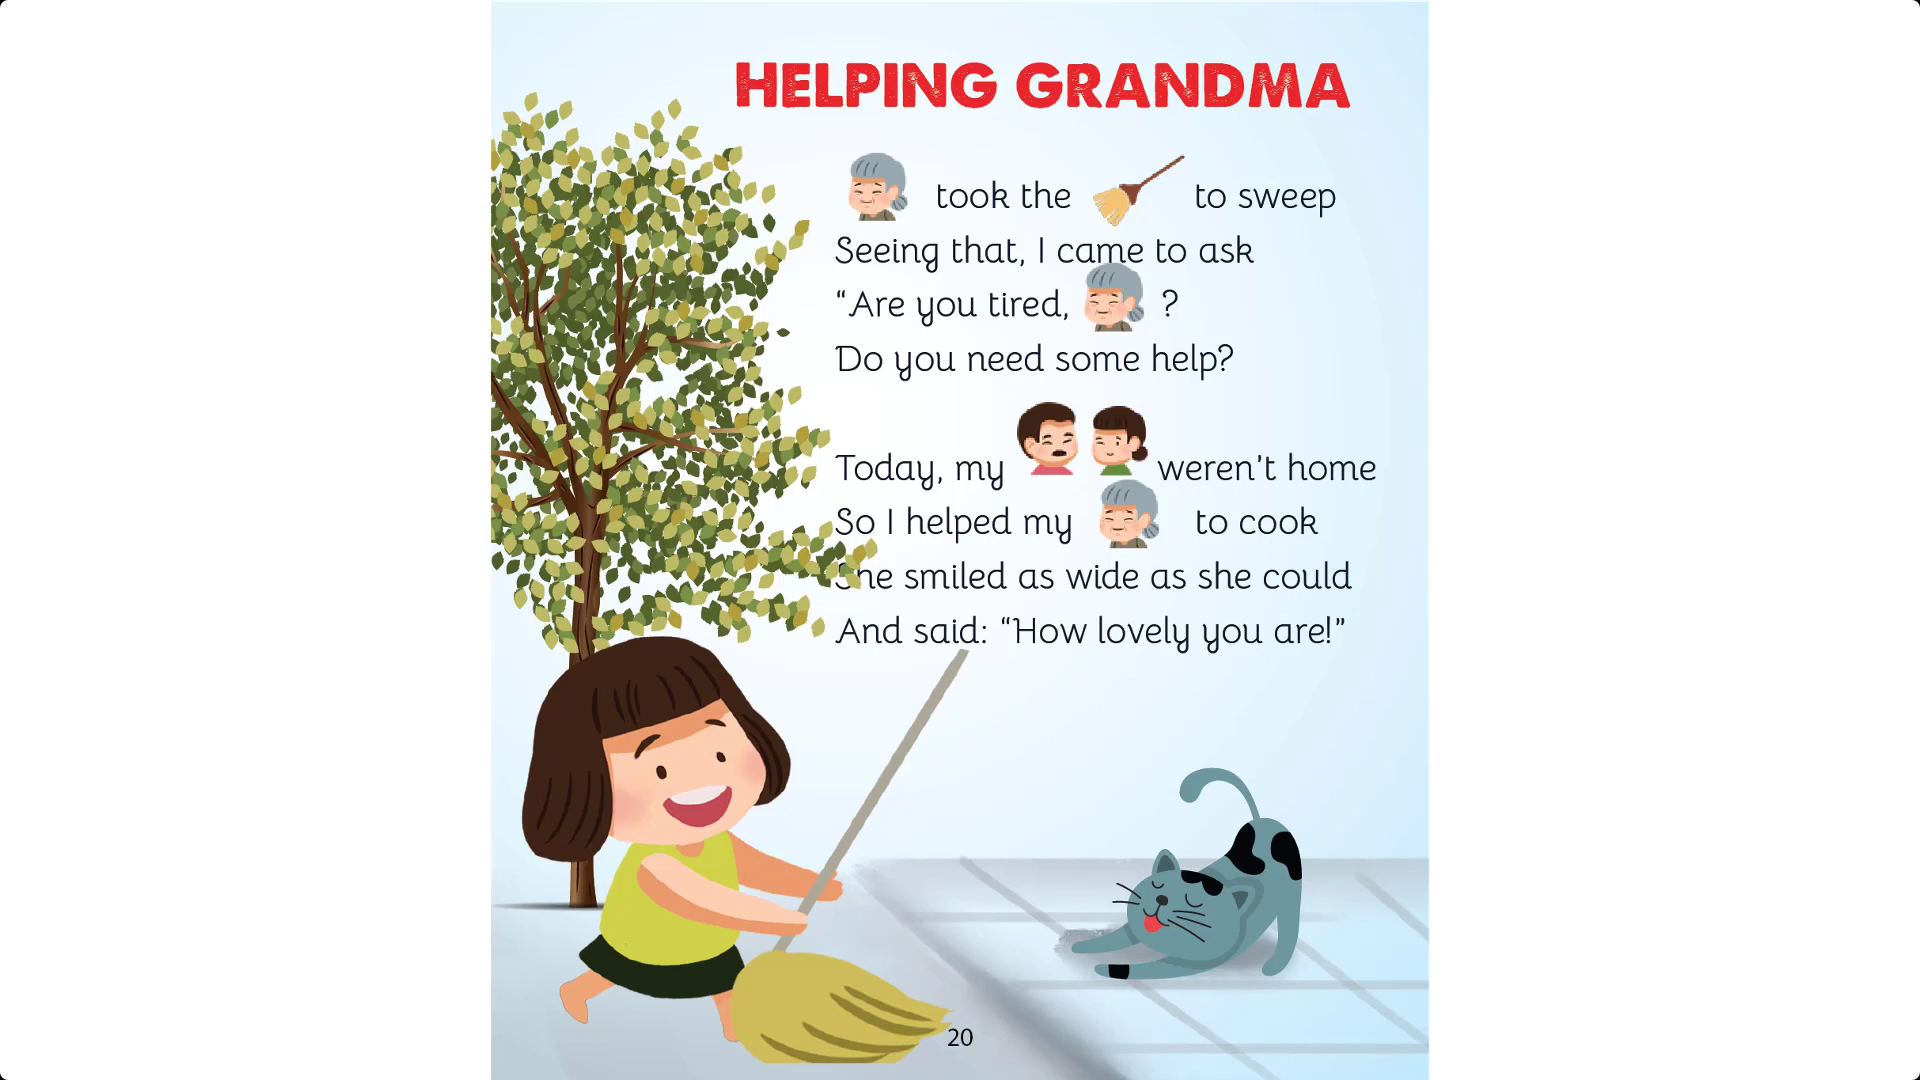 HELPING GRANDMA
took the to sweep
Seeing that, I came to ask
“Are you tired, ?
Do you need some help?
Today, my weren’t home
So I helped my to cook
She smiled as wide as she could
And said: “How lovely you are!”
20